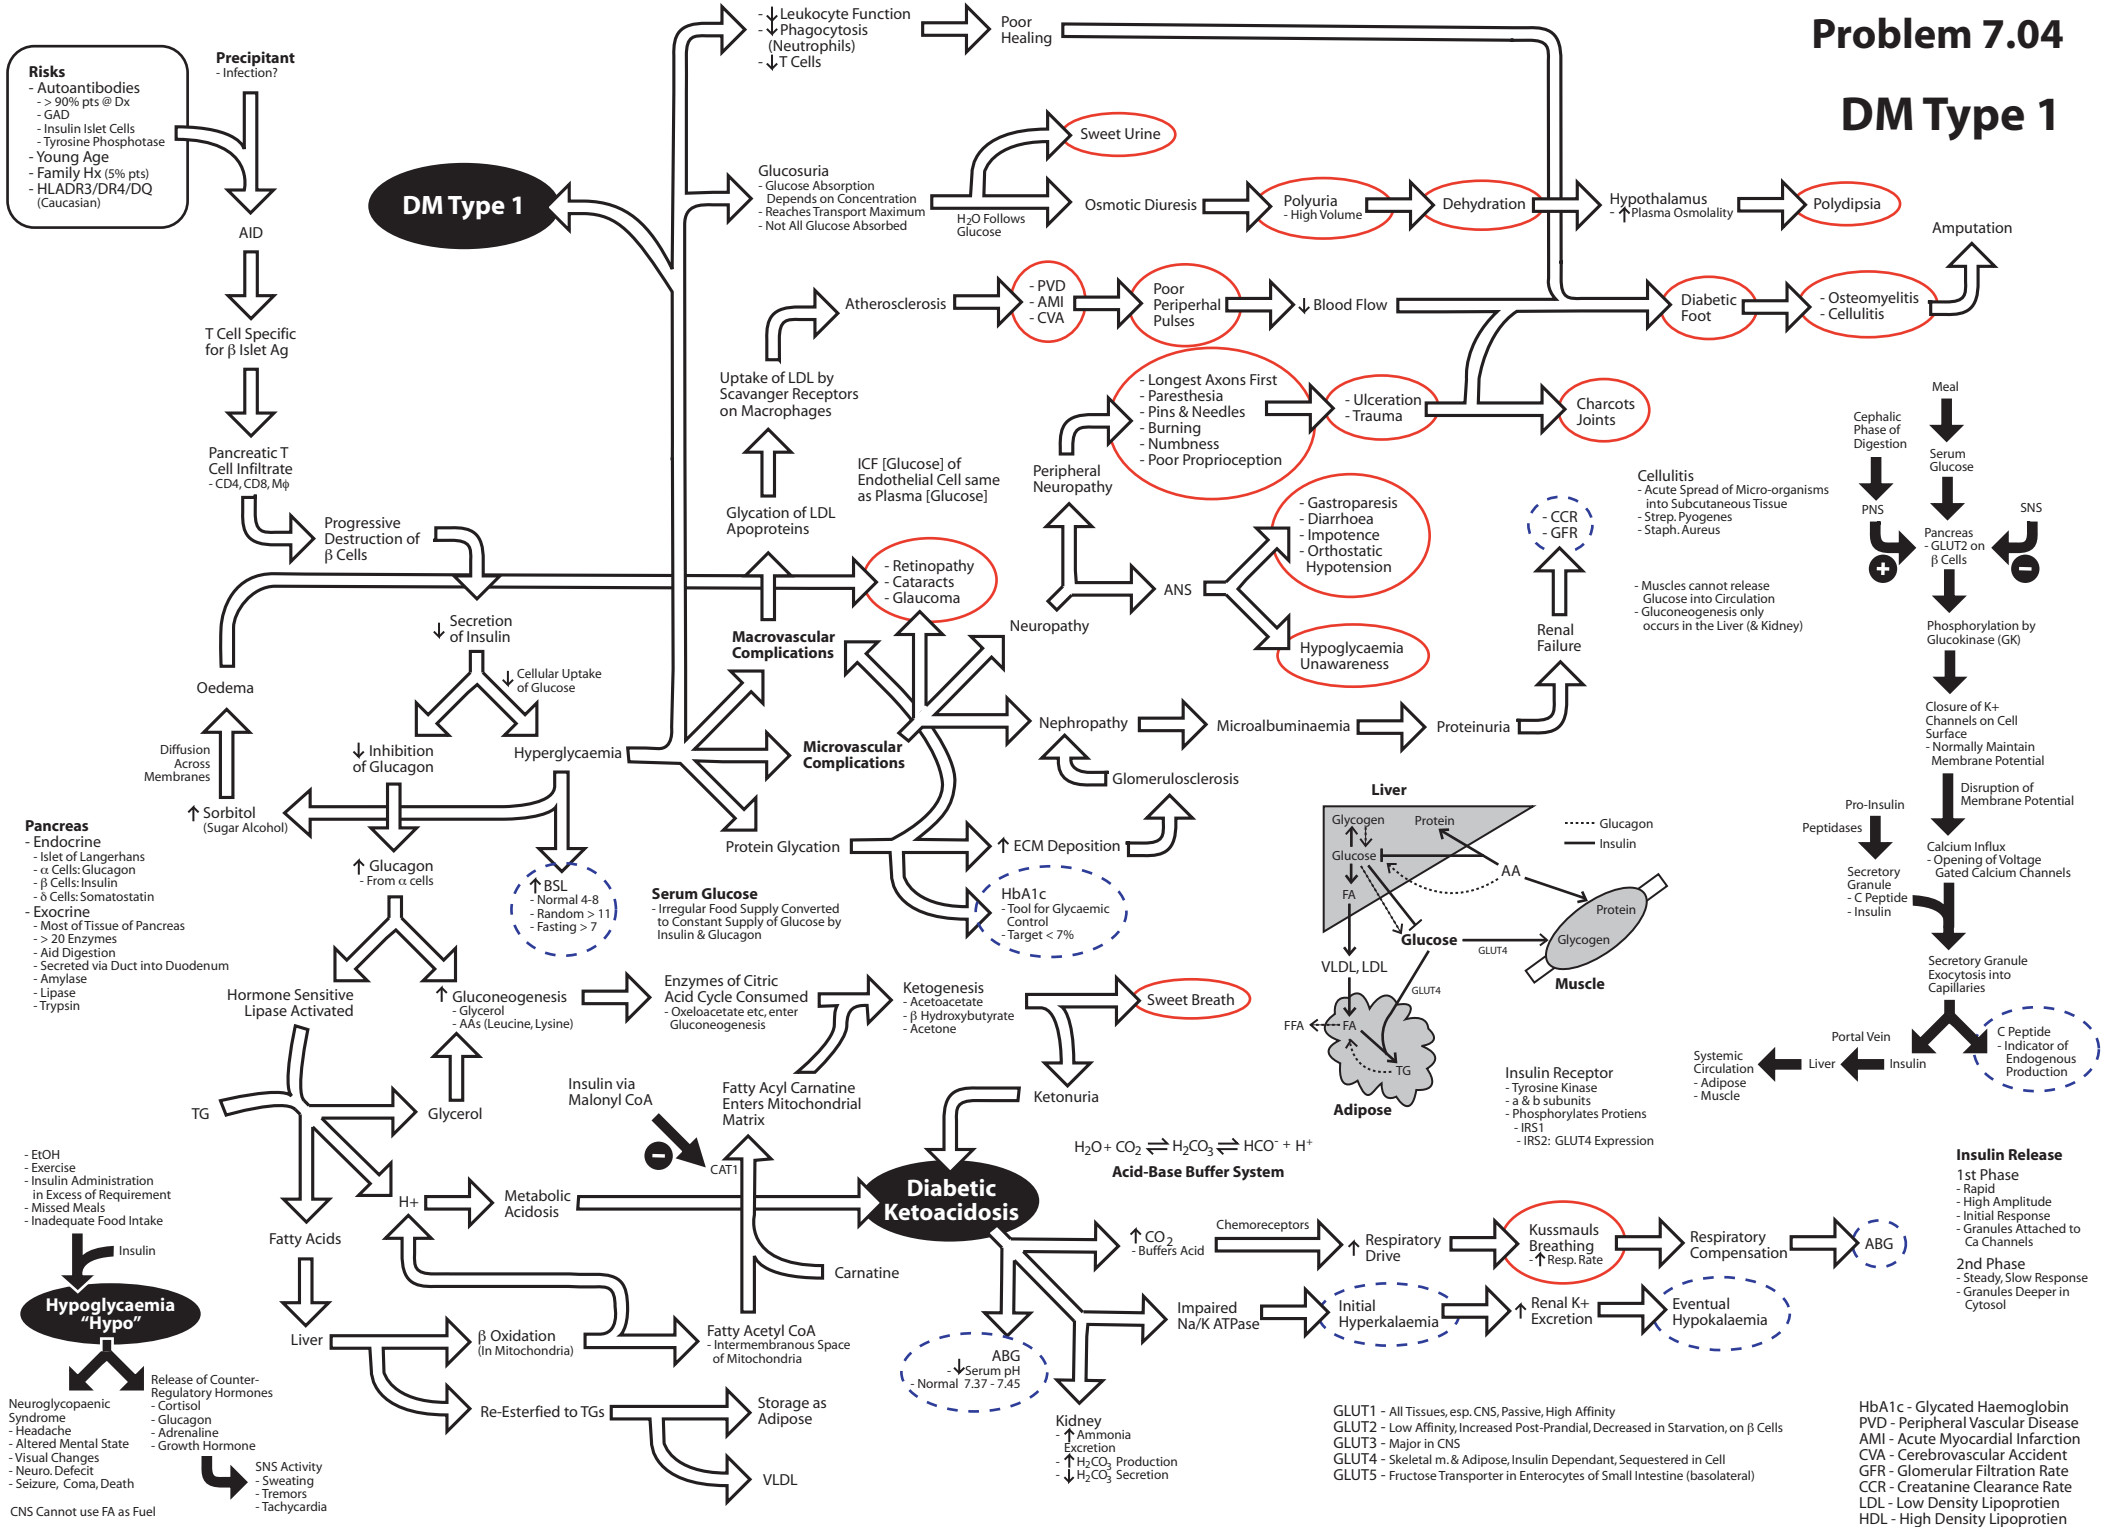 Problem 7.04
DM Type 1
Risks
- Autoantibodies
- > 90% pts @ Dx
- GAD
- Insulin Islet Cells
- Tyrosine Phosphotase
- Young Age
- Family Hx (5% pts)
- HLADR3/DR4/DQ
(Caucasian)
Precipitant
- Infection?
AID
T Cell Specific
for β Islet Ag
Pancreatic T
Cell Infiltrate
- CD4, CD8, Mφ
Progressive
Destruction of
β Cells
↓ Secretion
of Insulin
↓ Cellular Uptake
of Glucose
↓ Inhibition
of Glucagon
Hyperglycaemia
DM Type 1
- ↓ Leukocyte Function
- ↓ Phagocytosis
(Neutrophils)
- ↓ T Cells
Poor
Healing
Glucosuria
- Glucose Absorption
Depends on Concentration
- Reaches Transport Maximum
- Not All Glucose Absorbed
H₂O Follows
Glucose
Sweet Urine
Osmotic Diuresis
Polyuria
- High Volume
Dehydration
Hypothalamus
- ↑ Plasma Osmolality
Polydipsia
Amputation
Atherosclerosis
- PVD
- AMI
- CVA
Poor
Periperhal
Pulses
↓ Blood Flow
Diabetic
Foot
- Osteomyelitis
- Cellulitis
Uptake of LDL by
Scavanger Receptors
on Macrophages
Glycation of LDL
Apoproteins
ICF [Glucose] of
Endothelial Cell same
as Plasma [Glucose]
- Longest Axons First
- Paresthesia
- Pins & Needles
- Burning
- Numbness
- Poor Proprioception
- Ulceration
- Trauma
Charcots
Joints
Peripheral
Neuropathy
- Gastroparesis
- Diarrhoea
- Impotence
- Orthostatic
Hypotension
ANS
Hypoglycaemia
Unawareness
Neuropathy
- Retinopathy
- Cataracts
- Glaucoma
Macrovascular
Complications
Microvascular
Complications
Nephropathy
Microalbuminaemia
Proteinuria
Renal
Failure
- CCR
- GFR
Glomerulosclerosis
Protein Glycation
↑ ECM Deposition
HbA1c
- Tool for Glycaemic
Control
- Target < 7%
Cellulitis
- Acute Spread of Micro-organisms
into Subcutaneous Tissue
- Strep. Pyogenes
- Staph. Aureus
- Muscles cannot release
Glucose into Circulation
- Gluconeogenesis only
occurs in the Liver (& Kidney)
Meal
Cephalic
Phase of
Digestion
Serum
Glucose
PNS
SNS
Pancreas
- GLUT2 on
β Cells
+
−
Phosphorylation by
Glucokinase (GK)
Closure of K+
Channels on Cell
Surface
- Normally Maintain
Membrane Potential
Disruption of
Membrane Potential
Pro-Insulin
Peptidases
Calcium Influx
- Opening of Voltage
Gated Calcium Channels
Secretory
Granule
- C Peptide
- Insulin
Secretory Granule
Exocytosis into
Capillaries
C Peptide
- Indicator of
Endogenous
Production
Portal Vein
Insulin
Liver
Systemic
Circulation
- Adipose
- Muscle
Oedema
Diffusion
Across
Membranes
↑ Sorbitol
(Sugar Alcohol)
Pancreas
- Endocrine
- Islet of Langerhans
- α Cells: Glucagon
- β Cells: Insulin
- δ Cells: Somatostatin
- Exocrine
- Most of Tissue of Pancreas
- > 20 Enzymes
- Aid Digestion
- Secreted via Duct into Duodenum
- Amylase
- Lipase
- Trypsin
↑ Glucagon
- From α cells
↑ BSL
- Normal 4-8
- Random > 11
- Fasting > 7
Serum Glucose
- Irregular Food Supply Converted
to Constant Supply of Glucose by
Insulin & Glucagon
Hormone Sensitive
Lipase Activated
↑ Gluconeogenesis
- Glycerol
- AAs (Leucine, Lysine)
Enzymes of Citric
Acid Cycle Consumed
- Oxeloacetate etc, enter
Gluconeogenesis
Ketogenesis
- Acetoacetate
- β Hydroxybutyrate
- Acetone
Sweet Breath
Ketonuria
Liver
Glycogen
Protein
Glucose
FA
AA
Glucagon
Insulin
Protein
Glycogen
Muscle
Glucose
GLUT4
GLUT4
VLDL, LDL
FFA
FA
TG
Adipose
Insulin Receptor
- Tyrosine Kinase
- a & b subunits
- Phosphorylates Protiens
- IRS1
- IRS2: GLUT4 Expression
TG
Glycerol
Insulin via
Malonyl CoA
−
CAT1
Fatty Acyl Carnatine
Enters Mitochondrial
Matrix
H₂O + CO₂ ⇌ H₂CO₃ ⇌ HCO⁻ + H⁺
Acid-Base Buffer System
- EtOH
- Exercise
- Insulin Administration
in Excess of Requirement
- Missed Meals
- Inadequate Food Intake
Insulin
Hypoglycaemia
"Hypo"
Neuroglycopaenic
Syndrome
- Headache
- Altered Mental State
- Visual Changes
- Neuro. Defecit
- Seizure, Coma, Death
CNS Cannot use FA as Fuel
Release of Counter-
Regulatory Hormones
- Cortisol
- Glucagon
- Adrenaline
- Growth Hormone
SNS Activity
- Sweating
- Tremors
- Tachycardia
H+
Metabolic
Acidosis
Diabetic
Ketoacidosis
Fatty Acids
Carnatine
Liver
β Oxidation
(In Mitochondria)
Fatty Acetyl CoA
- Intermembranous Space
of Mitochondria
Re-Esterfied to TGs
Storage as
Adipose
VLDL
↑ CO₂
- Buffers Acid
Chemoreceptors
↑ Respiratory
Drive
Kussmauls
Breathing
- ↑ Resp. Rate
Respiratory
Compensation
ABG
Impaired
Na/K ATPase
Initial
Hyperkalaemia
↑ Renal K+
Excretion
Eventual
Hypokalaemia
ABG
- ↓ Serum pH
- Normal 7.37 - 7.45
Kidney
- ↑ Ammonia
Excretion
- ↑ H₂CO₃ Production
- ↓ H₂CO₃ Secretion
Insulin Release
1st Phase
- Rapid
- High Amplitude
- Initial Response
- Granules Attached to
Ca Channels
2nd Phase
- Steady, Slow Response
- Granules Deeper in
Cytosol
GLUT1 - All Tissues, esp. CNS, Passive, High Affinity
GLUT2 - Low Affinity, Increased Post-Prandial, Decreased in Starvation, on β Cells
GLUT3 - Major in CNS
GLUT4 - Skeletal m. & Adipose, Insulin Dependant, Sequestered in Cell
GLUT5 - Fructose Transporter in Enterocytes of Small Intestine (basolateral)
HbA1c - Glycated Haemoglobin
PVD - Peripheral Vascular Disease
AMI - Acute Myocardial Infarction
CVA - Cerebrovascular Accident
GFR - Glomerular Filtration Rate
CCR - Creatanine Clearance Rate
LDL - Low Density Lipoprotien
HDL - High Density Lipoprotien